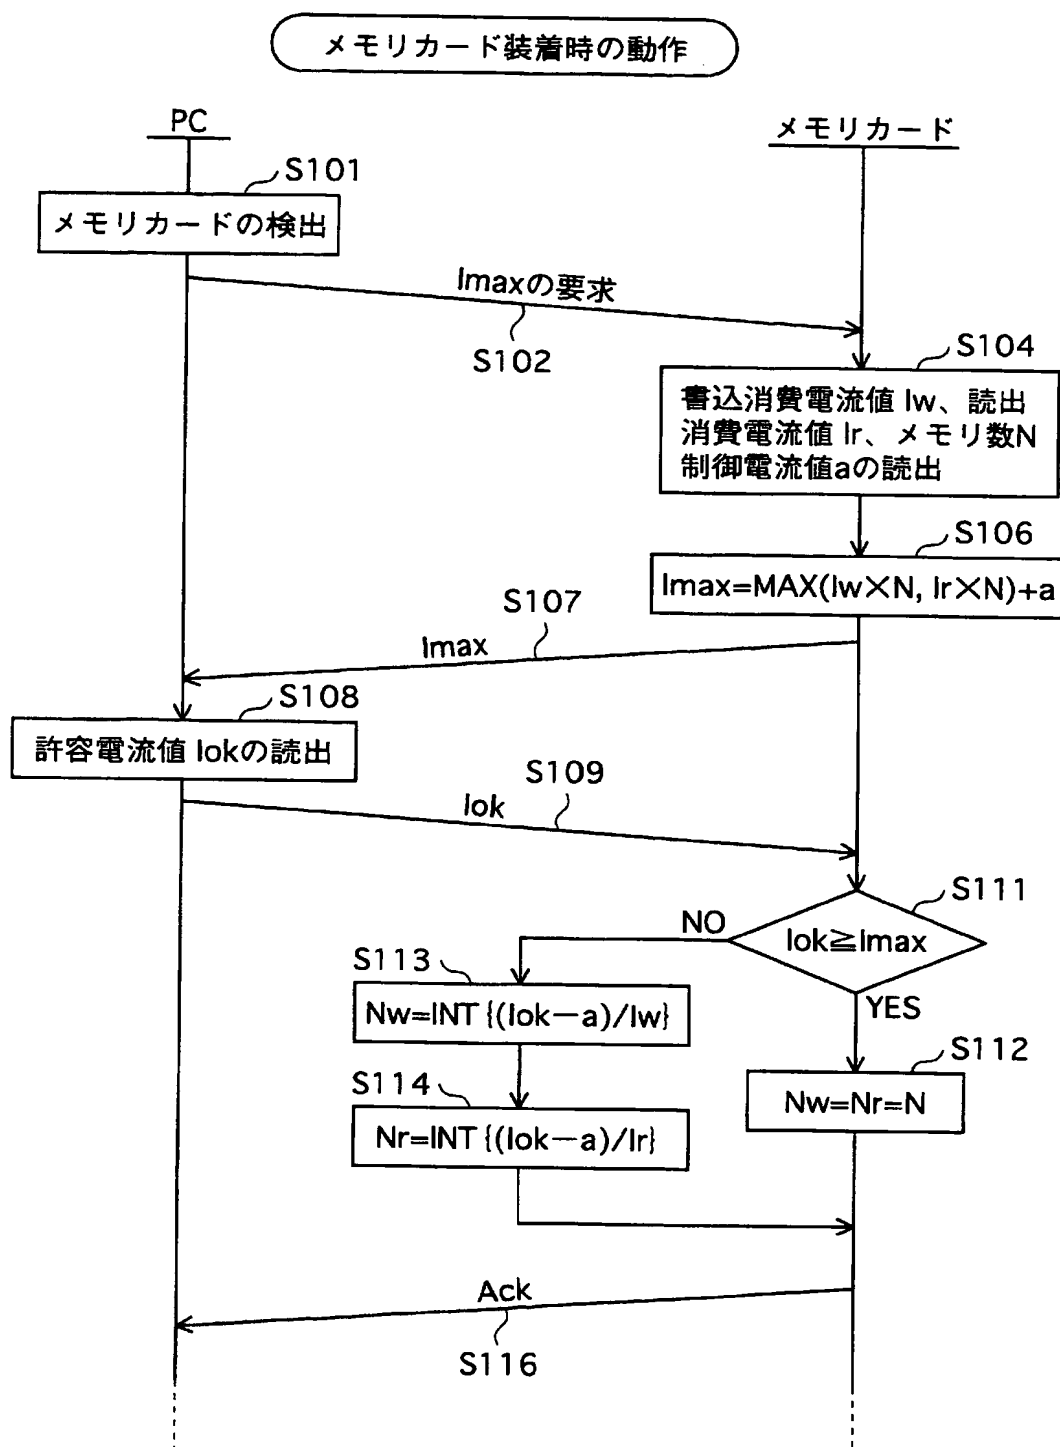 メモリカード装着時の動作
PC
メモリカード
S101
メモリカードの検出
Imaxの要求
S102
S104
書込消費電流値 Iw、読出
消費電流値 Ir、メモリ数N
制御電流値aの読出
S106
Imax=MAX(Iw×N, Ir×N)+a
S107
Imax
S108
許容電流値 Iokの読出
S109
Iok
S111
Iok≧Imax
NO
YES
S113
Nw=INT{(Iok−a)/Iw}
S112
Nw=Nr=N
S114
Nr=INT{(Iok−a)/Ir}
Ack
S116